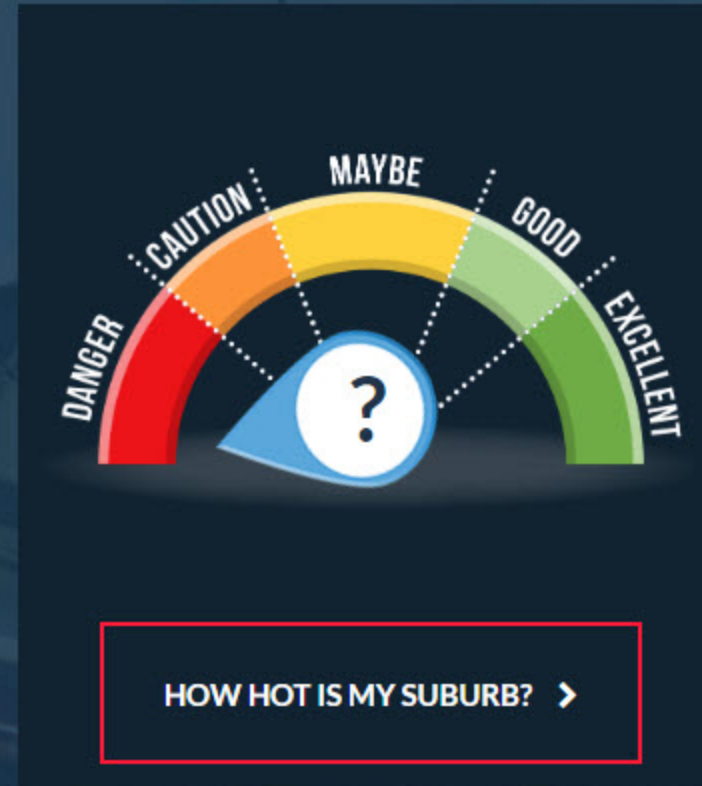 DANGER
CAUTION
MAYBE
GOOD
EXCELLENT
?
HOW HOT IS MY SUBURB?